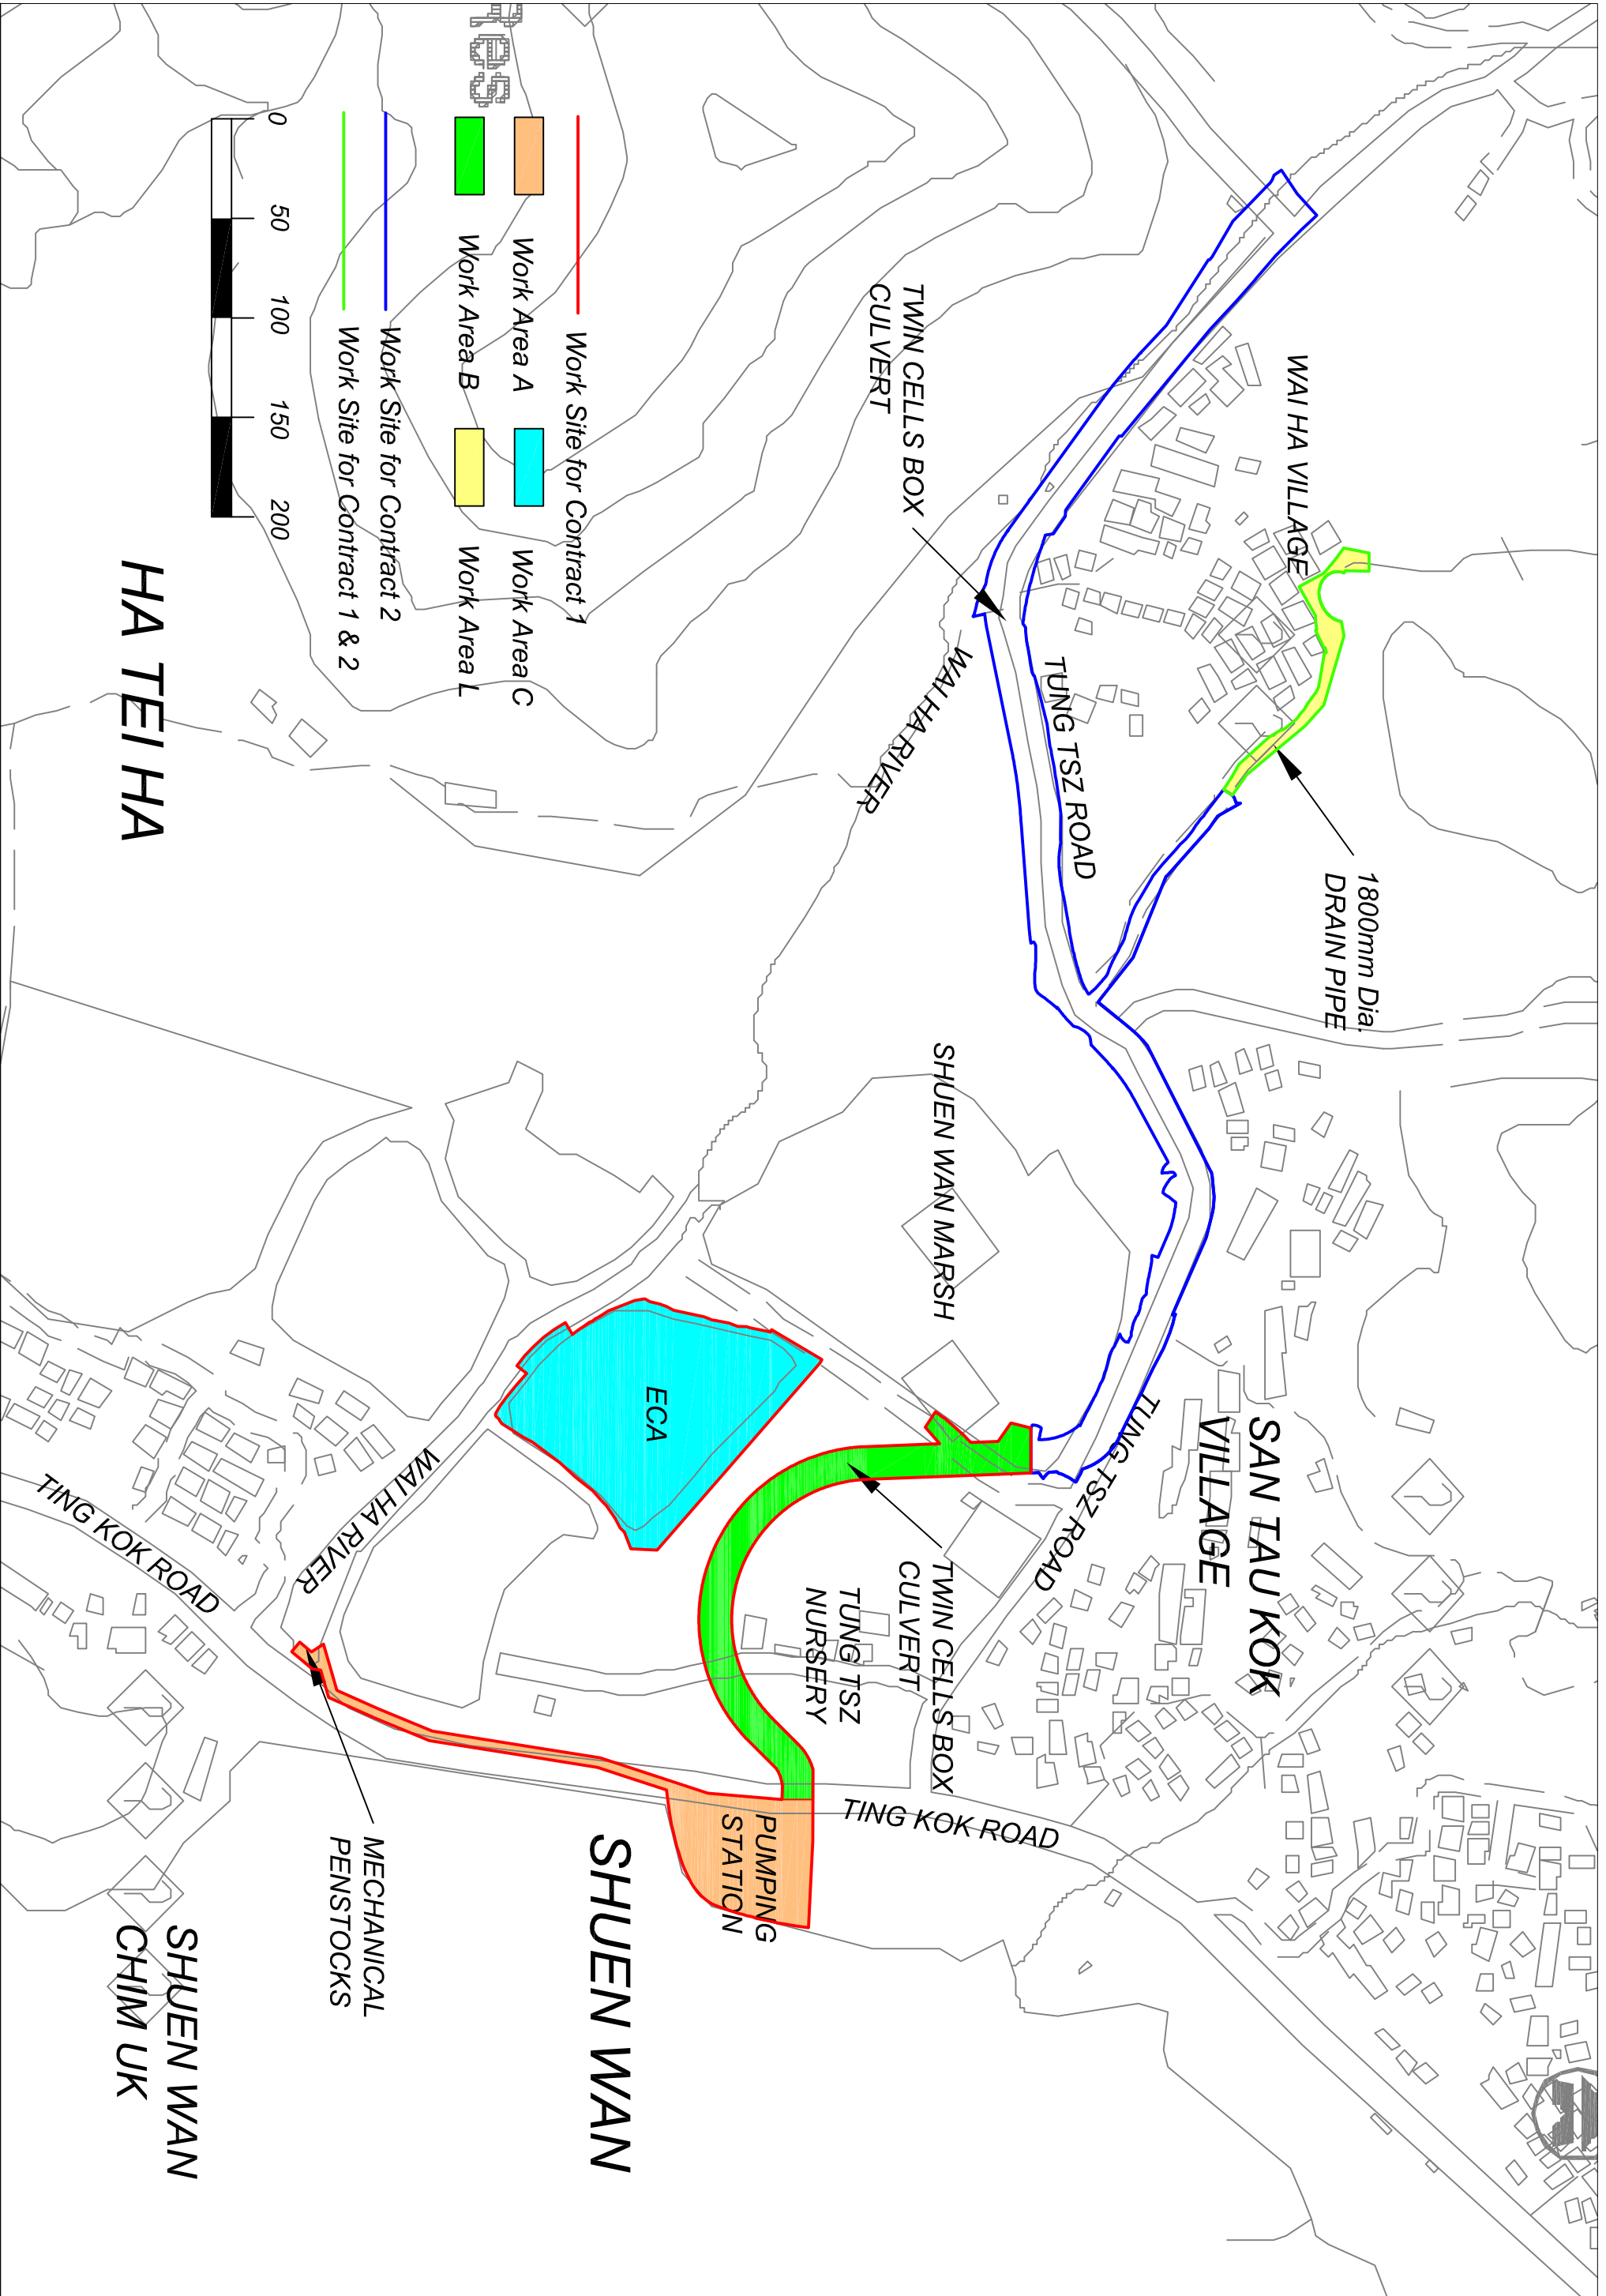 WAI HA VILLAGE
1800mm Dia.
DRAIN PIPE
SAN TAU KOK
VILLAGE
TWIN CELLS BOX
CULVERT
TUNG TSZ ROAD
WAI HA RIVER
SHUEN WAN MARSH
TUNG TSZ ROAD
TWIN CELLS BOX
CULVERT
TUNG TSZ
NURSERY
TING KOK ROAD
ECA
PUMPING
STATION
SHUEN WAN
Work Site for Contract 1
Work Area A
Work Area C
Work Area B
Work Area L
Work Site for Contract 2
Work Site for Contract 1 & 2
0 50 100 150 200
HA TEI HA
WAI HA RIVER
TING KOK ROAD
MECHANICAL
PENSTOCKS
SHUEN WAN
CHIM UK